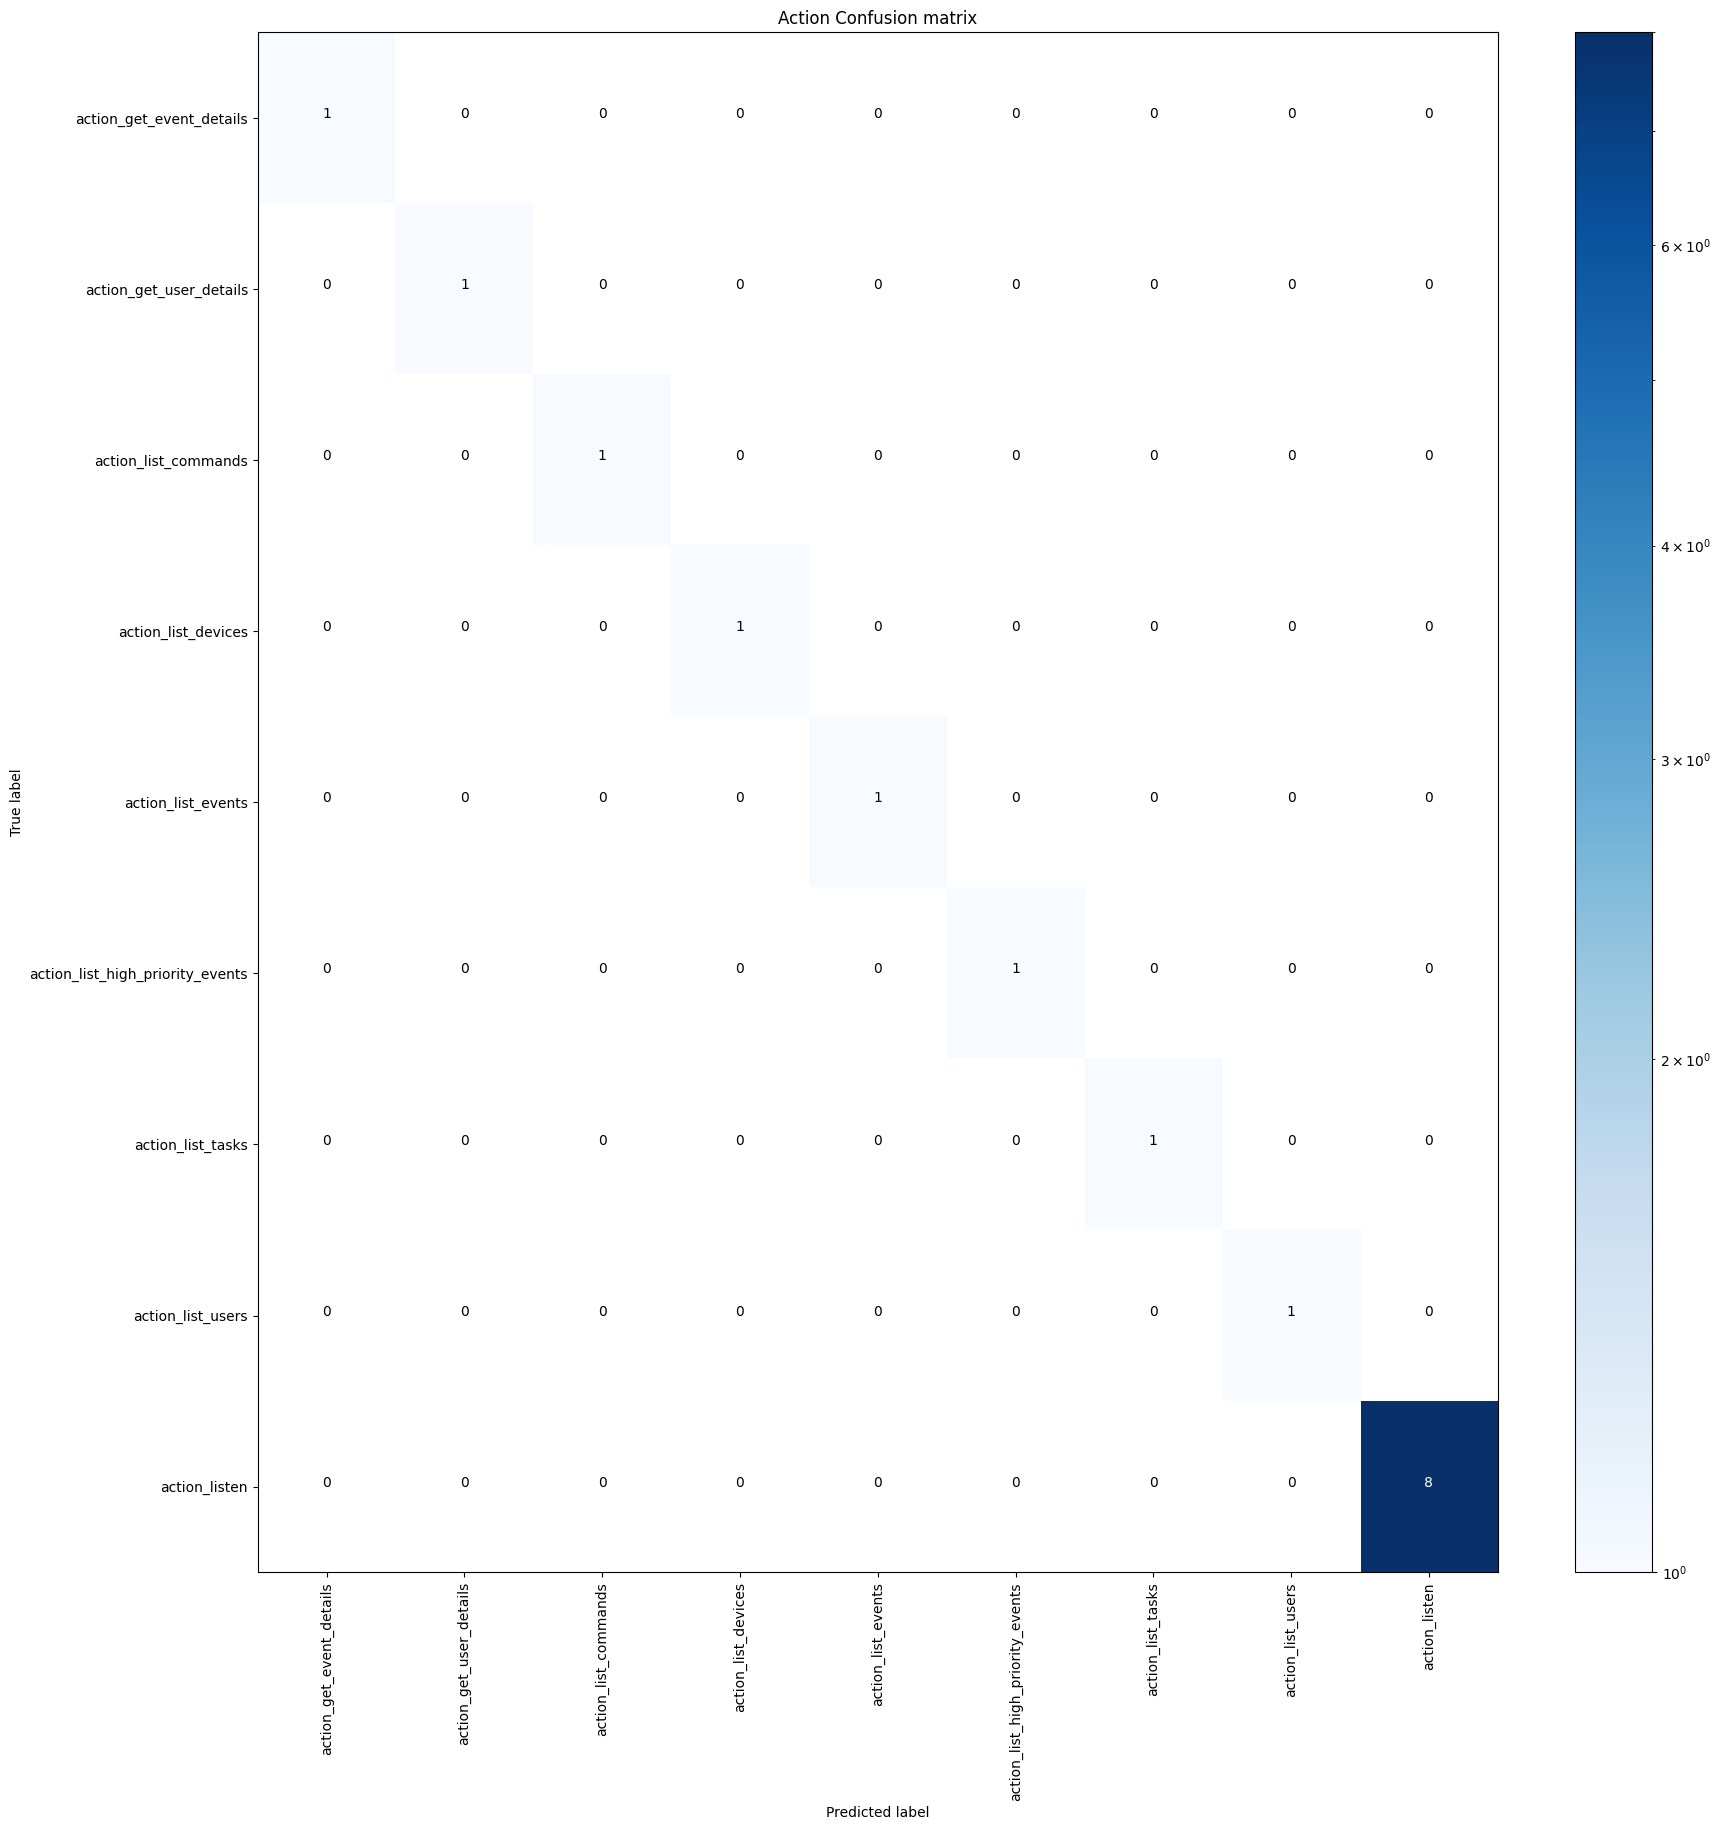 Action Confusion matrix
action_get_event_details 1 0 0 0 0 0 0 0 0
action_get_user_details 0 1 0 0 0 0 0 0 0
action_list_commands 0 0 1 0 0 0 0 0 0
action_list_devices 0 0 0 1 0 0 0 0 0
action_list_events 0 0 0 0 1 0 0 0 0
action_list_high_priority_events 0 0 0 0 0 1 0 0 0
action_list_tasks 0 0 0 0 0 0 1 0 0
action_list_users 0 0 0 0 0 0 0 1 0
action_listen 0 0 0 0 0 0 0 0 8
True label
action_get_event_details
action_get_user_details
action_list_commands
action_list_devices
action_list_events
action_list_high_priority_events
action_list_tasks
action_list_users
action_listen
Predicted label
6 × 10⁰
4 × 10⁰
3 × 10⁰
2 × 10⁰
10⁰